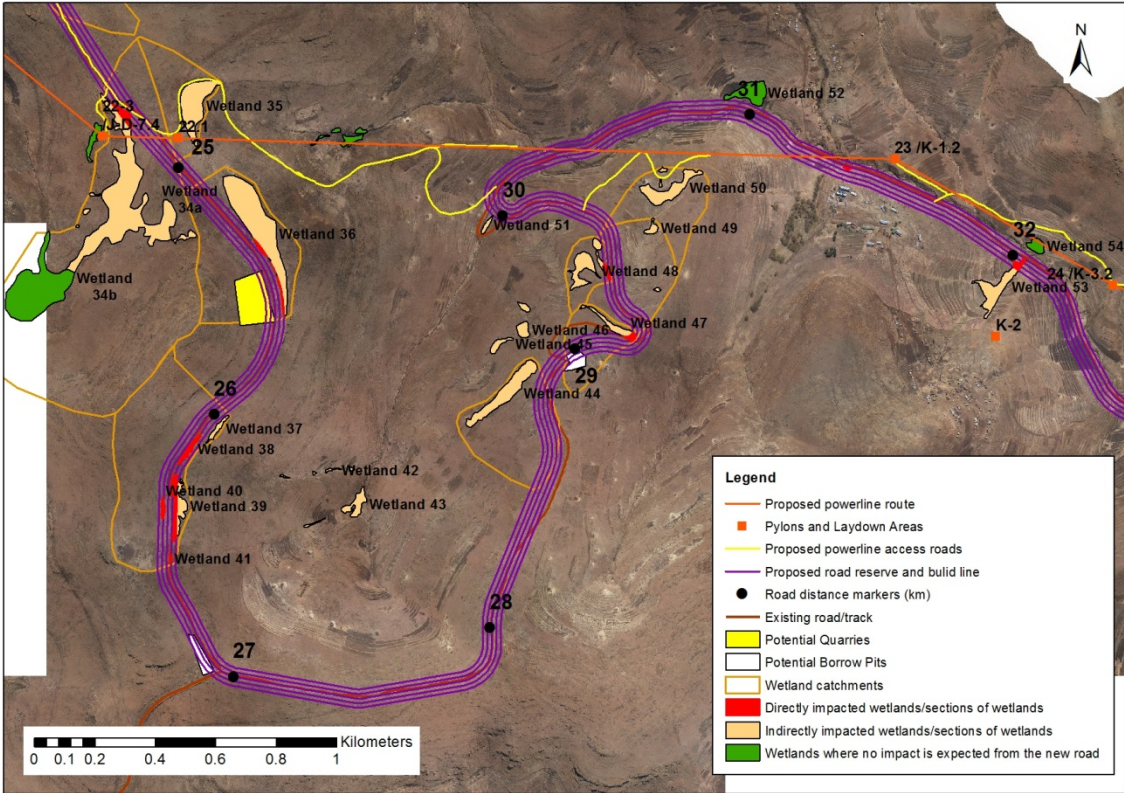 N
31
Wetland 52
Wetland 35
22-3
J-D-7.4
22.1
25
23 /K-1.2
Wetland
34a
Wetland 50
30
Wetland 51
Wetland 49
Wetland 36
32
Wetland 54
Wetland 48
24 /K-3.2
Wetland 53
Wetland
34b
Wetland 47
Wetland 46
Wetland 45
K-2
29
Wetland 44
26
Wetland 37
Wetland 38
Wetland 42
Wetland 40
Wetland 39
Wetland 43
Wetland 41
28
27
Legend
Proposed powerline route
Pylons and Laydown Areas
Proposed powerline access roads
Proposed road reserve and bulid line
Road distance markers (km)
Existing road/track
Potential Quarries
Potential Borrow Pits
Wetland catchments
Directly impacted wetlands/sections of wetlands
Indirectly impacted wetlands/sections of wetlands
Wetlands where no impact is expected from the new road
Kilometers
0 0.1 0.2 0.4 0.6 0.8 1